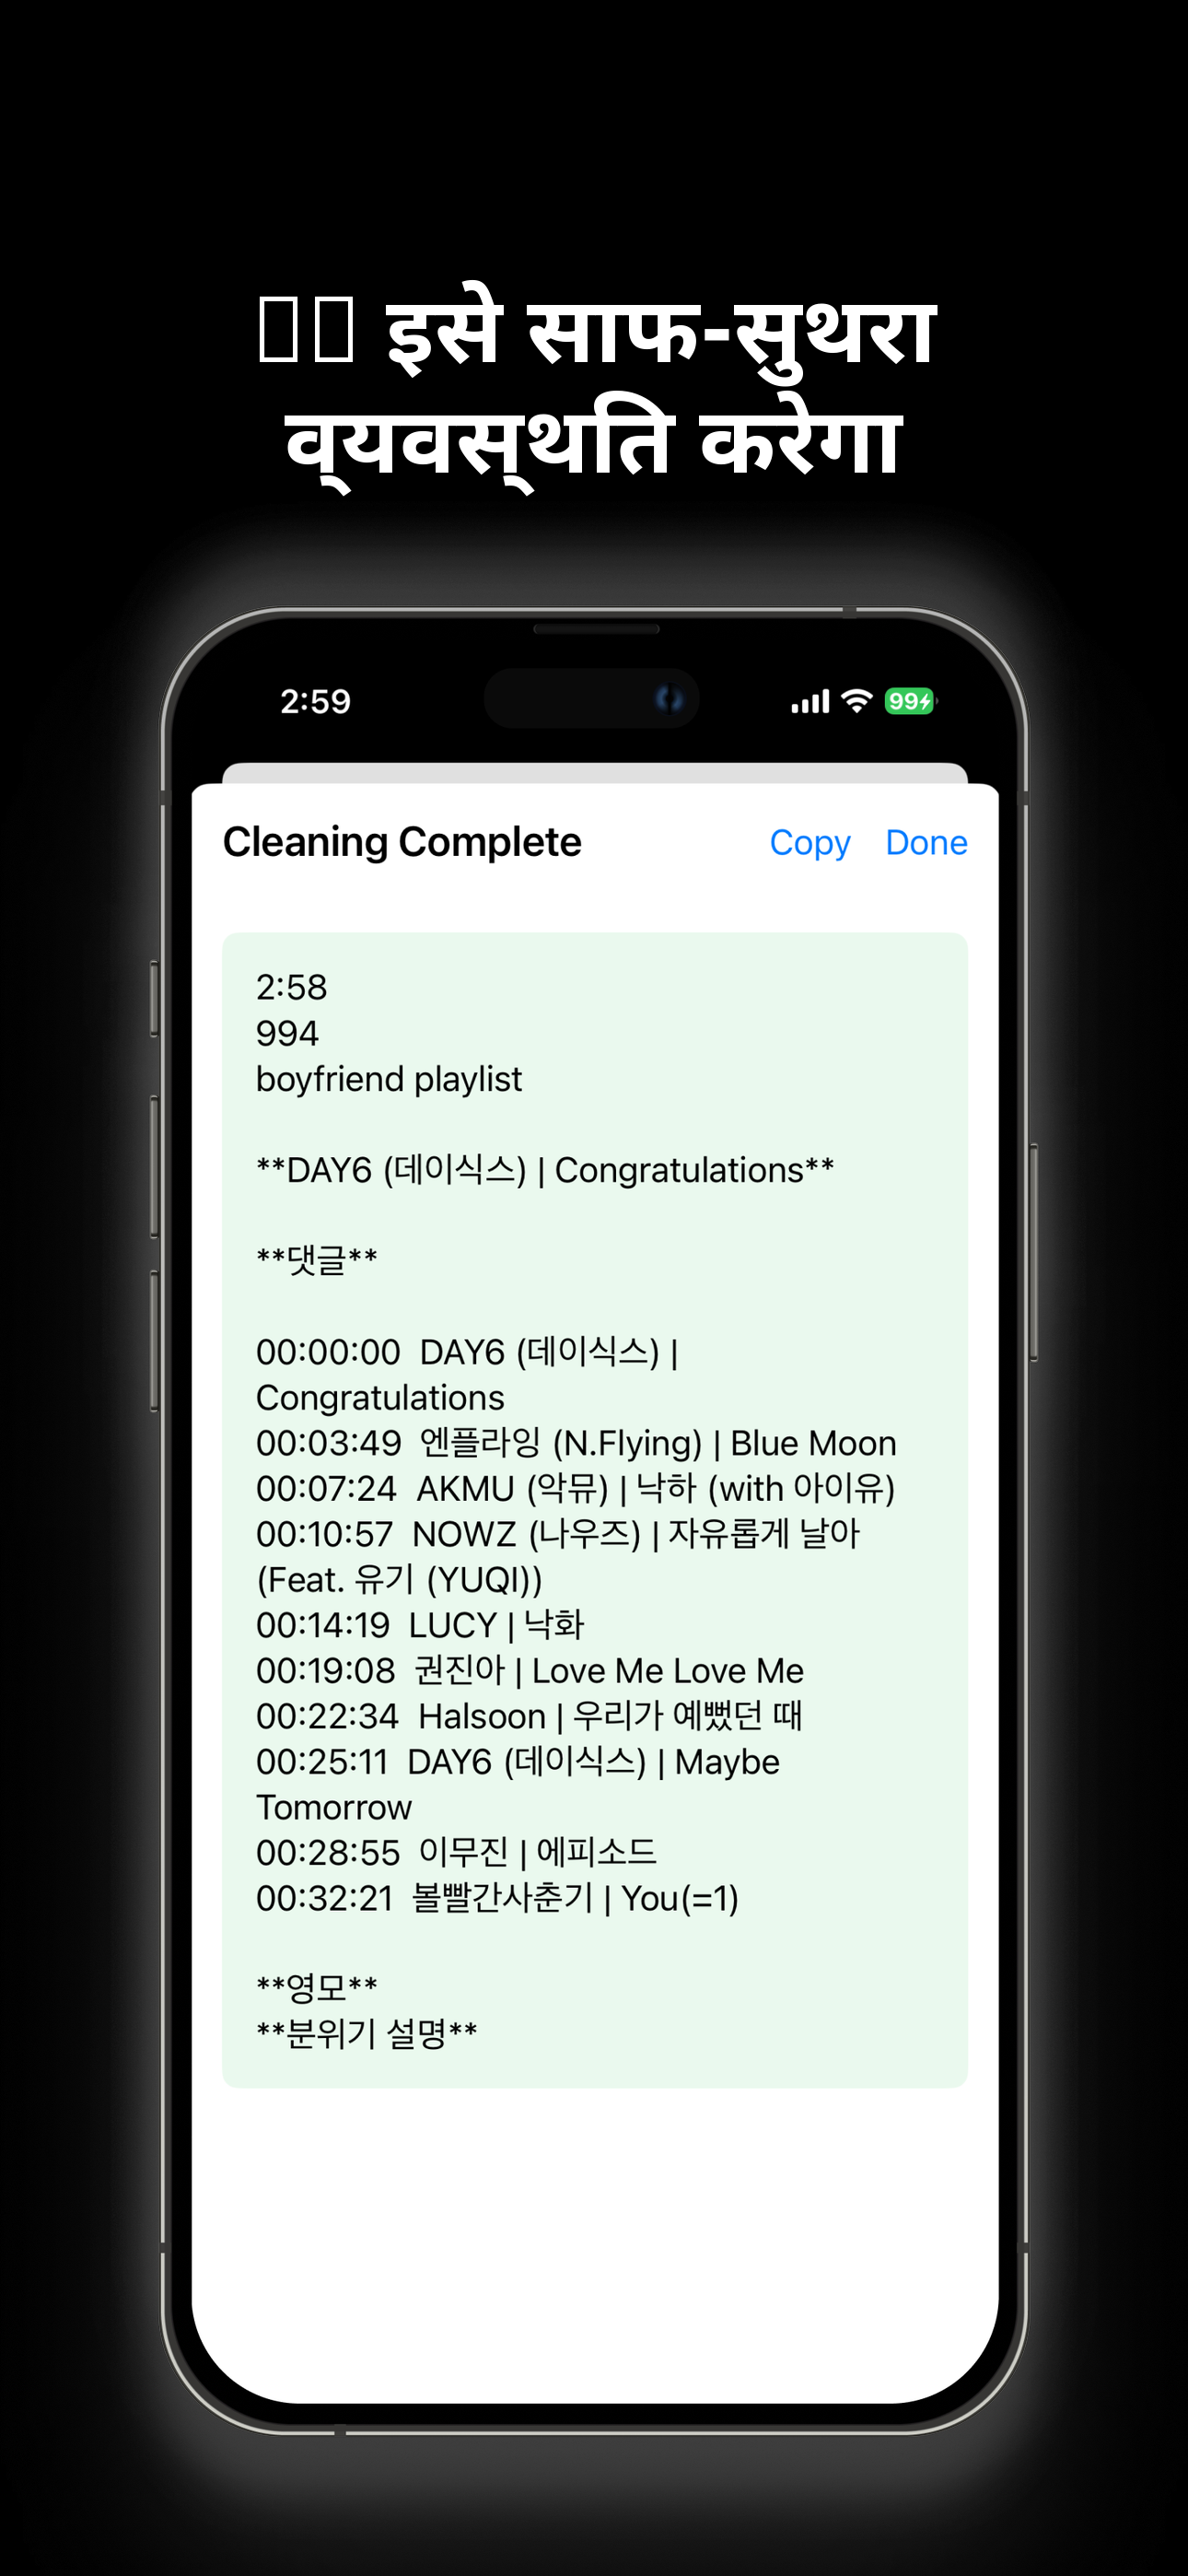 इसे साफ-सुथरा
व्यवस्थित करेगा
2:59
99
Cleaning Complete
Copy Done
2:58
994
boyfriend playlist
**DAY6 (데이식스) | Congratulations**
**댓글**
00:00:00 DAY6 (데이식스) |
Congratulations
00:03:49 엔플라잉 (N.Flying) | Blue Moon
00:07:24 AKMU (악뮤) | 낙하 (with 아이유)
00:10:57 NOWZ (나우즈) | 자유롭게 날아
(Feat. 유기 (YUQI))
00:14:19 LUCY | 낙화
00:19:08 권진아 | Love Me Love Me
00:22:34 Halsoon | 우리가 예뻤던 때
00:25:11 DAY6 (데이식스) | Maybe
Tomorrow
00:28:55 이무진 | 에피소드
00:32:21 볼빨간사춘기 | You(=1)
**영모**
**분위기 설명**